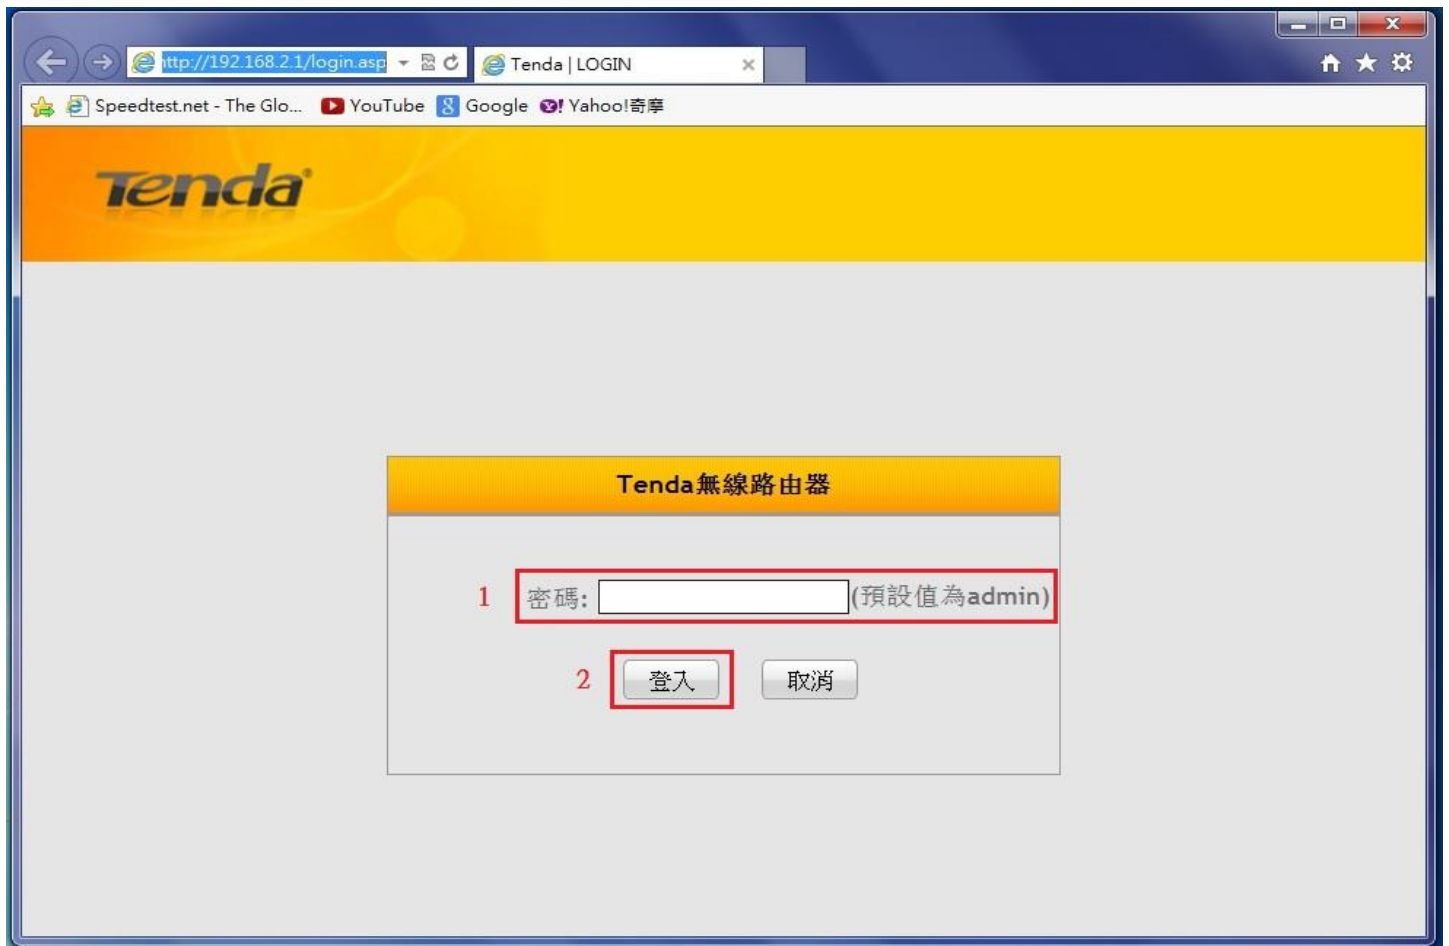 http://192.168.2.1/login.asp
Tenda | LOGIN
Speedtest.net - The Glo... YouTube Google Yahoo!奇摩
Tenda®
Tenda無線路由器
1 密碼: (預設值為admin)
2 登入 取消